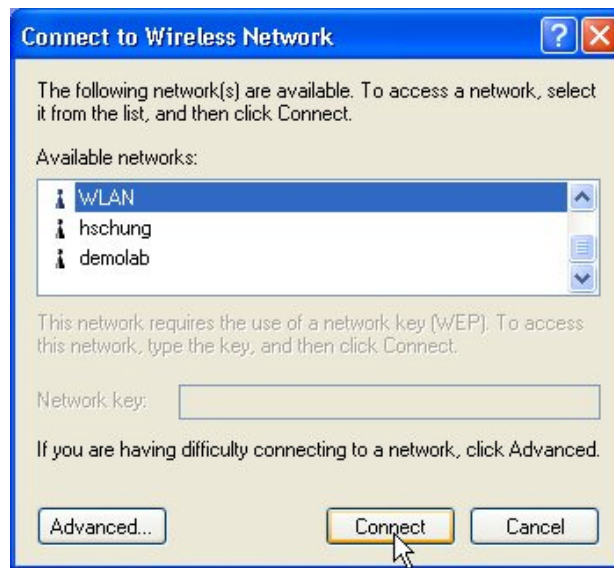 Connect to Wireless Network
The following network(s) are available. To access a network, select
it from the list, and then click Connect.
Available networks:
WLAN
hschung
demolab
This network requires the use of a network key (WEP). To access
this network, type the key, and then click Connect.
Network key:
If you are having difficulty connecting to a network, click Advanced.
Advanced... Connect Cancel